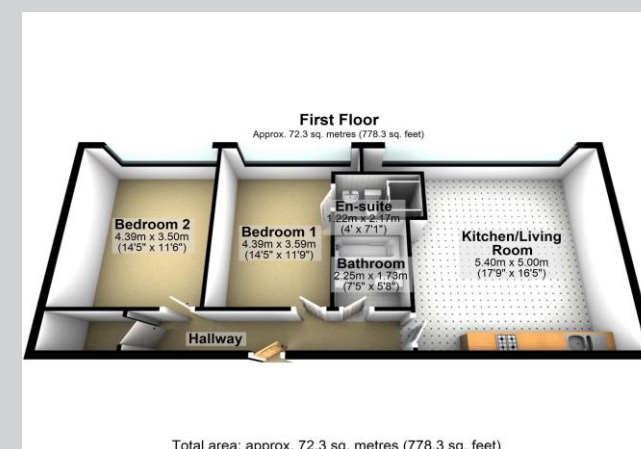 First Floor
Approx. 72.3 sq. metres (778.3 sq. feet)
Bedroom 2
4.39m x 3.50m
(14'5" x 11'6")
Bedroom 1
4.39m x 3.59m
(14'5" x 11'9")
En-suite
1.22m x 2.17m
(4' x 7'1")
Bathroom
2.25m x 1.73m
(7'5" x 5'8")
Kitchen/Living
Room
5.40m x 5.00m
(17'9" x 16'5")
Hallway
Total area: approx. 72.3 sq. metres (778.3 sq. feet)